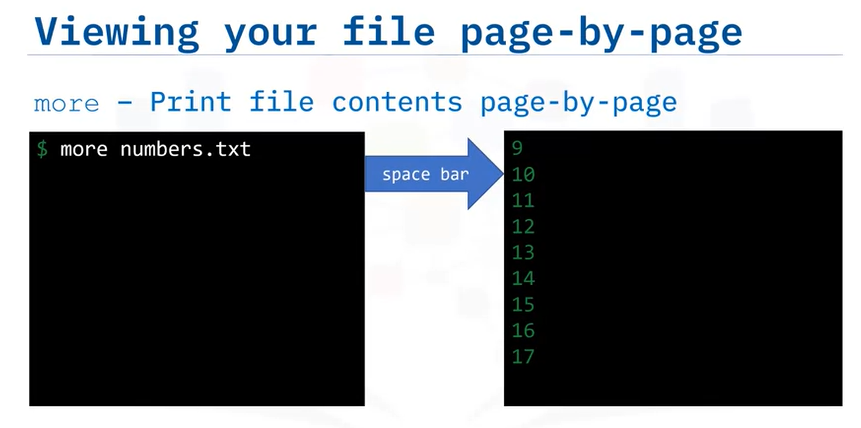 Viewing your file page-by-page
more – Print file contents page-by-page
$ more numbers.txt
space bar
9
10
11
12
13
14
15
16
17